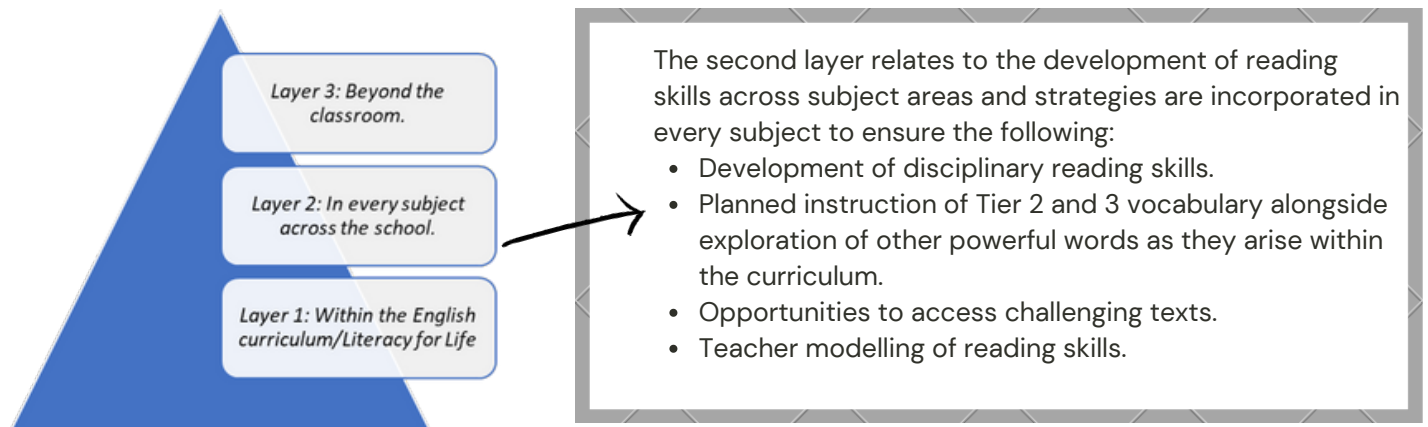 Layer 3: Beyond the
classroom.
Layer 2: In every subject
across the school.
Layer 1: Within the English
curriculum/Literacy for Life
The second layer relates to the development of reading
skills across subject areas and strategies are incorporated in
every subject to ensure the following:
• Development of disciplinary reading skills.
• Planned instruction of Tier 2 and 3 vocabulary alongside
exploration of other powerful words as they arise within
the curriculum.
• Opportunities to access challenging texts.
• Teacher modelling of reading skills.